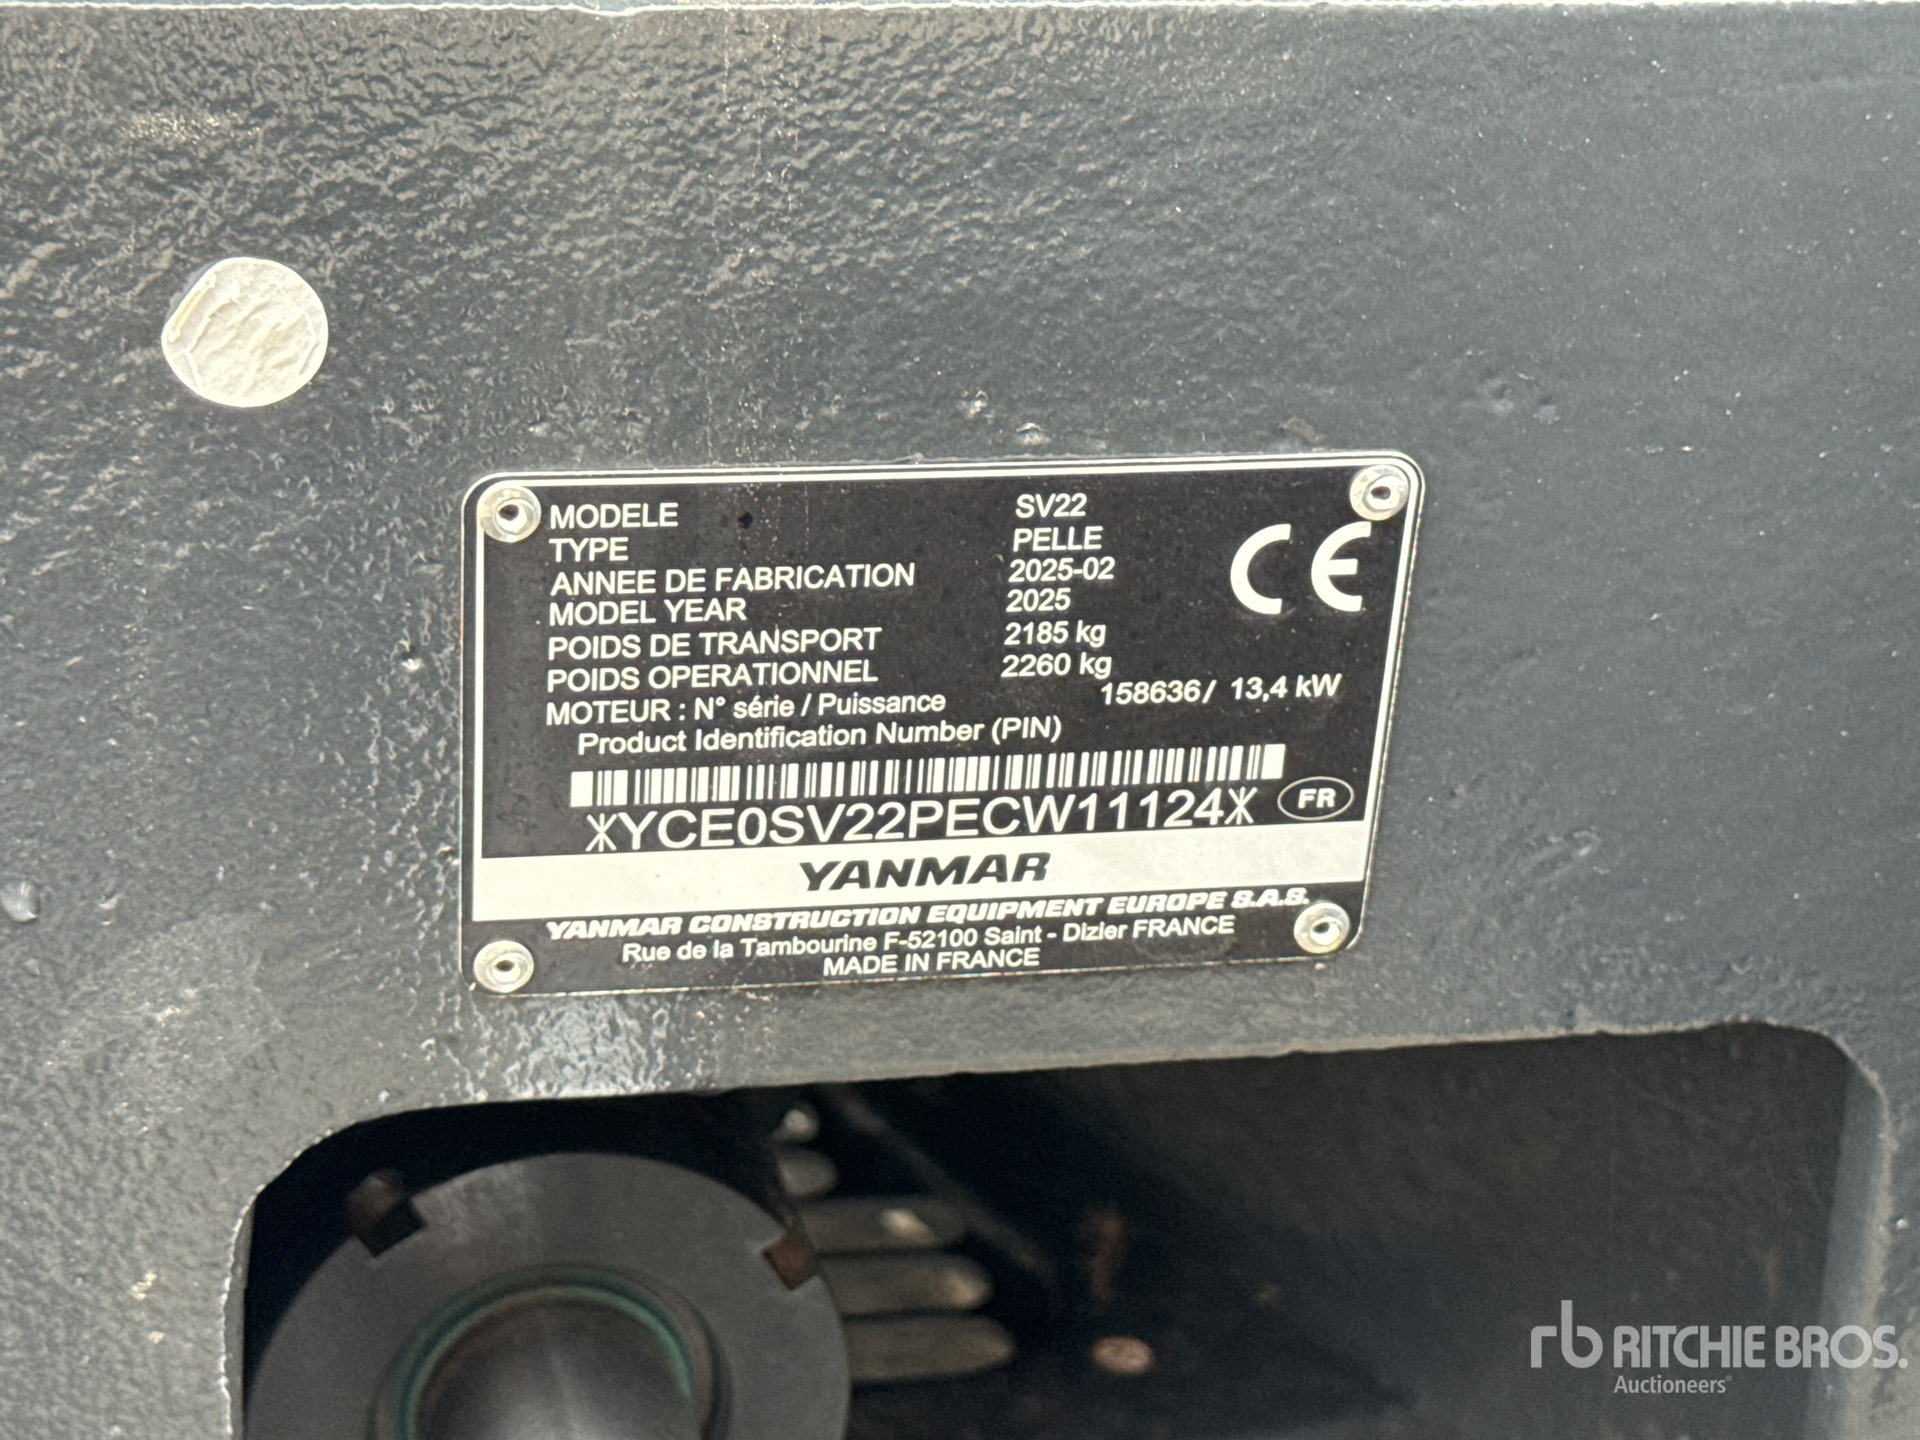 MODELE SV22
TYPE PELLE
ANNEE DE FABRICATION 2025-02
MODEL YEAR 2025
POIDS DE TRANSPORT 2185 kg
POIDS OPERATIONNEL 2260 kg
MOTEUR : N° série / Puissance 158636/ 13,4 kW
Product Identification Number (PIN)
*YCE0SV22PECW11124*
CE
FR
YANMAR
YANMAR CONSTRUCTION EQUIPMENT EUROPE S.A.S.
Rue de la Tambourine F-52100 Saint - Dizier FRANCE
MADE IN FRANCE
rb RITCHIE BROS.
Auctioneers